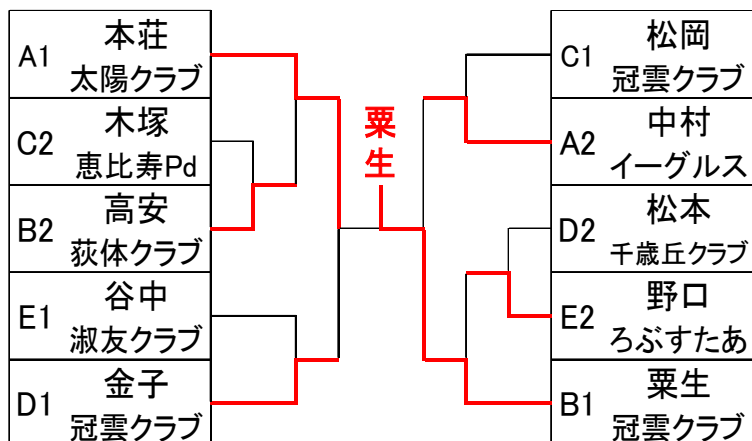 A1
本荘
太陽クラブ
C2
木塚
恵比寿Pd
B2
高安
荻体クラブ
E1
谷中
淑友クラブ
D1
金子
冠雲クラブ
粟生
C1
松岡
冠雲クラブ
A2
中村
イーグルス
D2
松本
千歳丘クラブ
E2
野口
ろぶすたあ
B1
粟生
冠雲クラブ